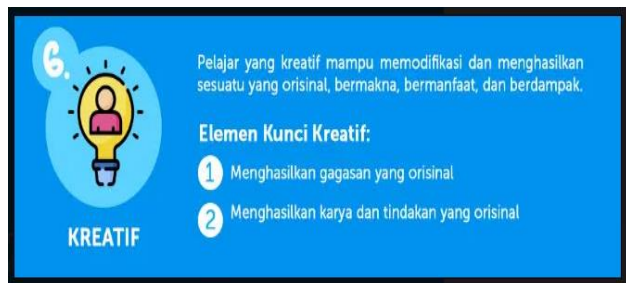 6.
Pelajar yang kreatif mampu memodifikasi dan menghasilkan
sesuatu yang orisinal, bermakna, bermanfaat, dan berdampak.
Elemen Kunci Kreatif:
1 Menghasilkan gagasan yang orisinal
2 Menghasilkan karya dan tindakan yang orisinal
KREATIF